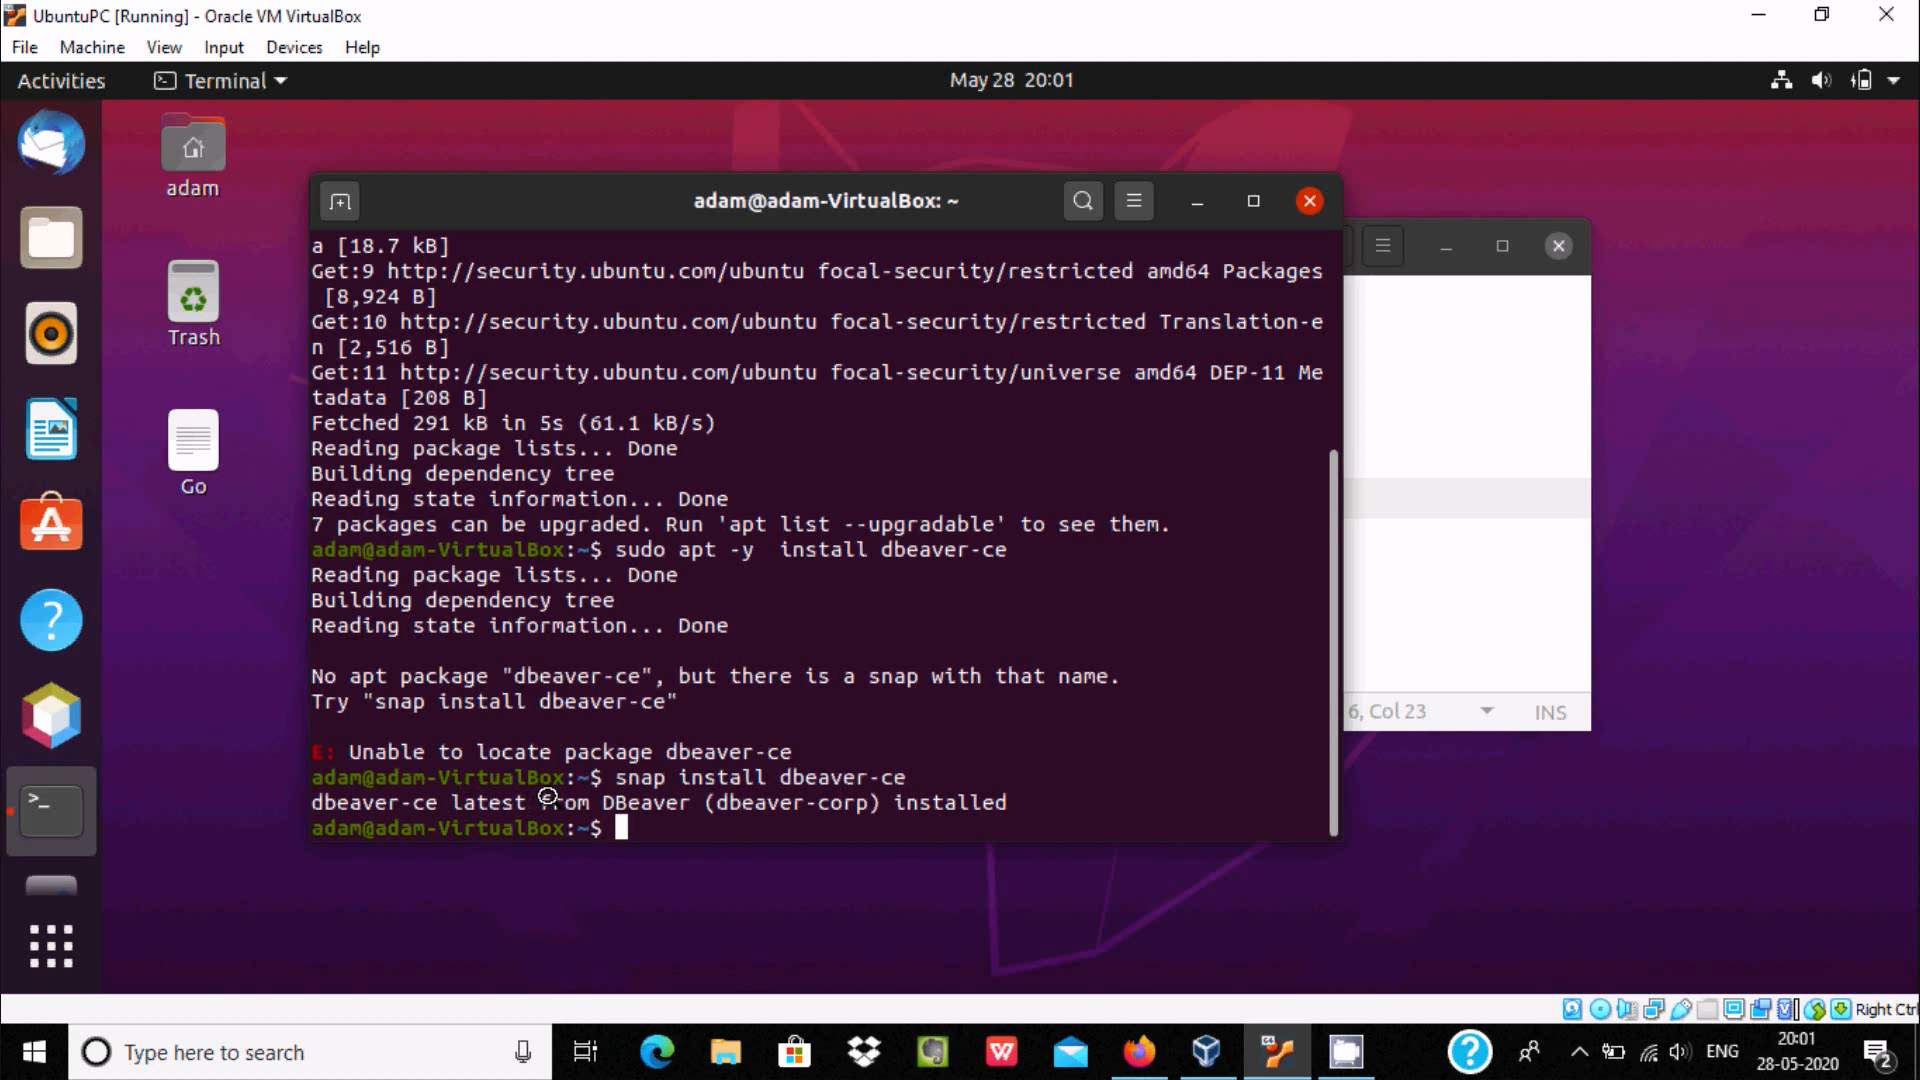 UbuntuPC [Running] - Oracle VM VirtualBox
File Machine View Input Devices Help
Activities Terminal May 28 20:01
adam
Trash
Go
adam@adam-VirtualBox: ~
a [18.7 kB]
Get:9 http://security.ubuntu.com/ubuntu focal-security/restricted amd64 Packages
[8,924 B]
Get:10 http://security.ubuntu.com/ubuntu focal-security/restricted Translation-e
n [2,516 B]
Get:11 http://security.ubuntu.com/ubuntu focal-security/universe amd64 DEP-11 Me
tadata [208 B]
Fetched 291 kB in 5s (61.1 kB/s)
Reading package lists... Done
Building dependency tree
Reading state information... Done
7 packages can be upgraded. Run 'apt list --upgradable' to see them.
adam@adam-VirtualBox:~$ sudo apt -y  install dbeaver-ce
Reading package lists... Done
Building dependency tree
Reading state information... Done
No apt package "dbeaver-ce", but there is a snap with that name.
Try "snap install dbeaver-ce"
E: Unable to locate package dbeaver-ce
adam@adam-VirtualBox:~$ snap install dbeaver-ce
dbeaver-ce latest from DBeaver (dbeaver-corp) installed
adam@adam-VirtualBox:~$
6, Col 23 INS
Right Ctrl
Type here to search
ENG
20:01
28-05-2020
2